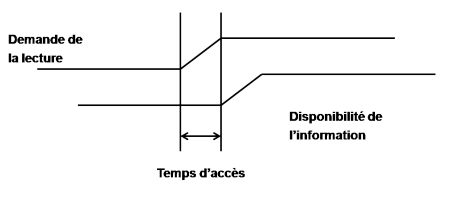 Demande de
la lecture
Disponibilité de
l'information
Temps d'accès